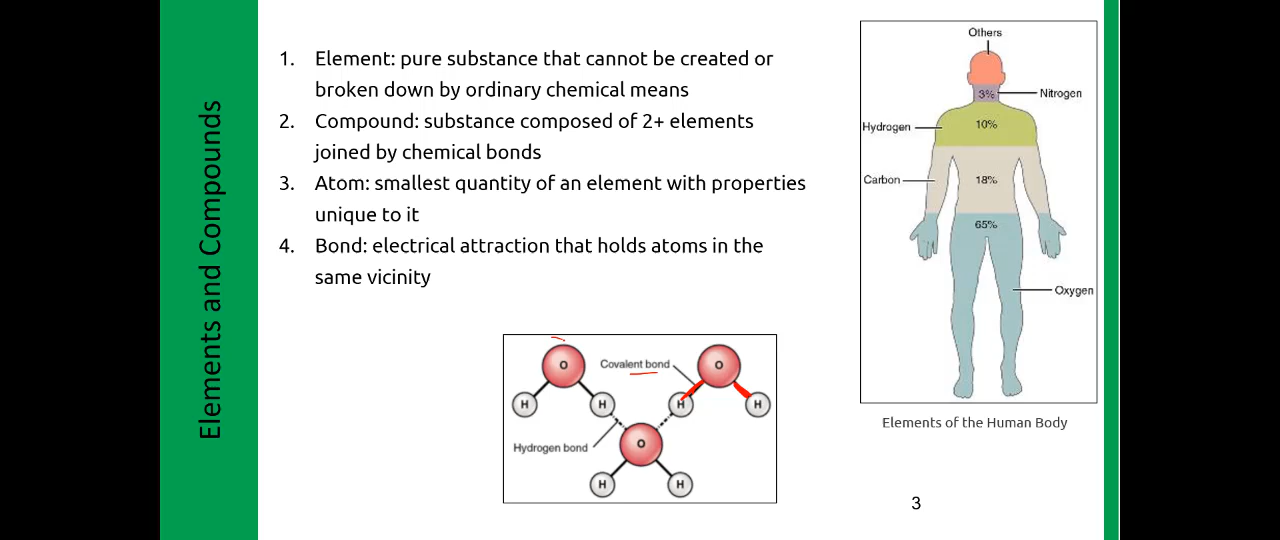 Elements and Compounds
1. Element: pure substance that cannot be created or
broken down by ordinary chemical means
2. Compound: substance composed of 2+ elements
joined by chemical bonds
3. Atom: smallest quantity of an element with properties
unique to it
4. Bond: electrical attraction that holds atoms in the
same vicinity
O
Covalent bond
O
H
H
H
H
Hydrogen bond
O
H
H
Others
3%
Nitrogen
Hydrogen
10%
Carbon
18%
65%
Oxygen
Elements of the Human Body
3